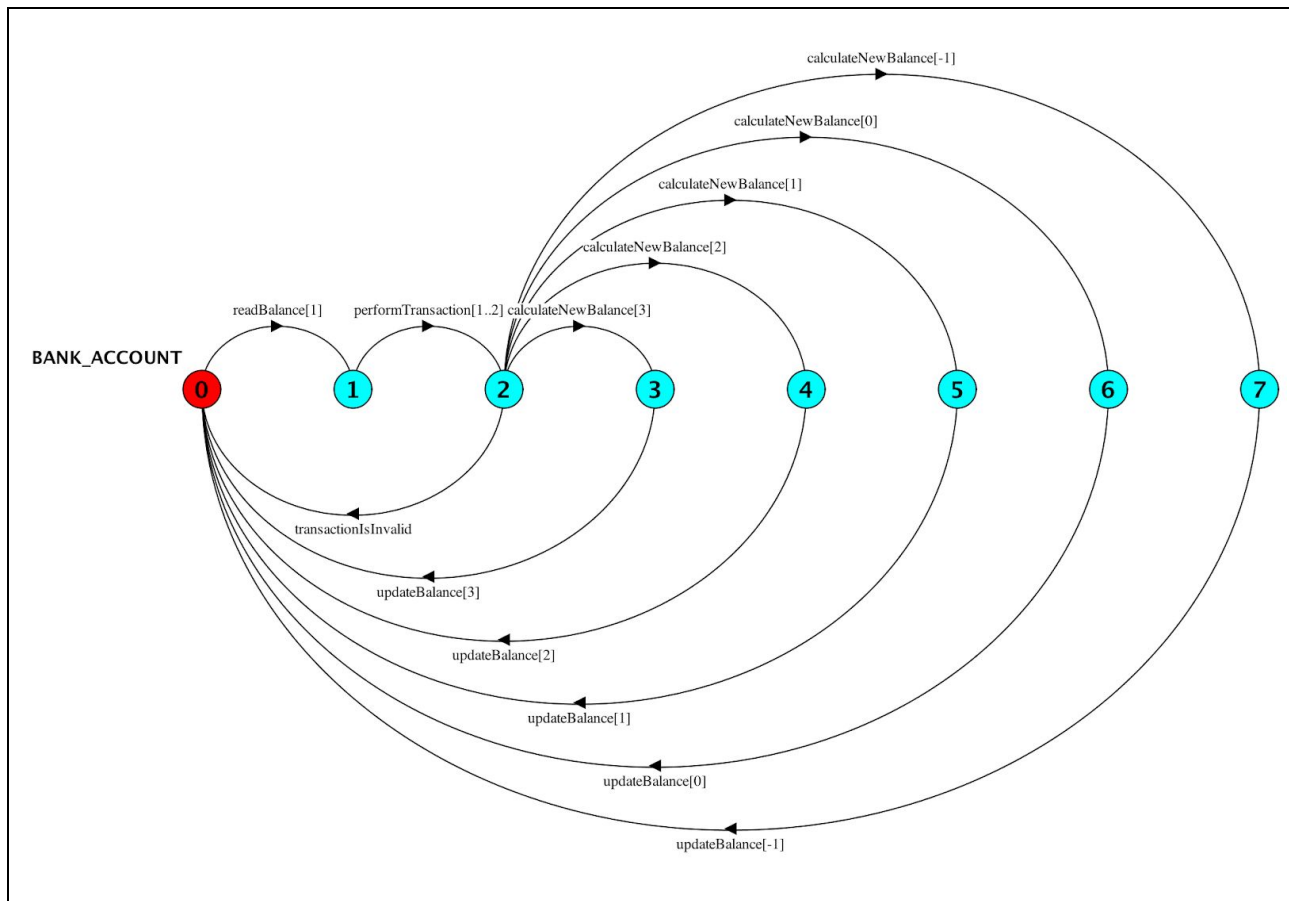 calculateNewBalance[-1]
calculateNewBalance[0]
calculateNewBalance[1]
calculateNewBalance[2]
readBalance[1] performTransaction[1..2] calculateNewBalance[3]
BANK_ACCOUNT
0 1 2 3 4 5 6 7
transactionIsInvalid
updateBalance[3]
updateBalance[2]
updateBalance[1]
updateBalance[0]
updateBalance[-1]